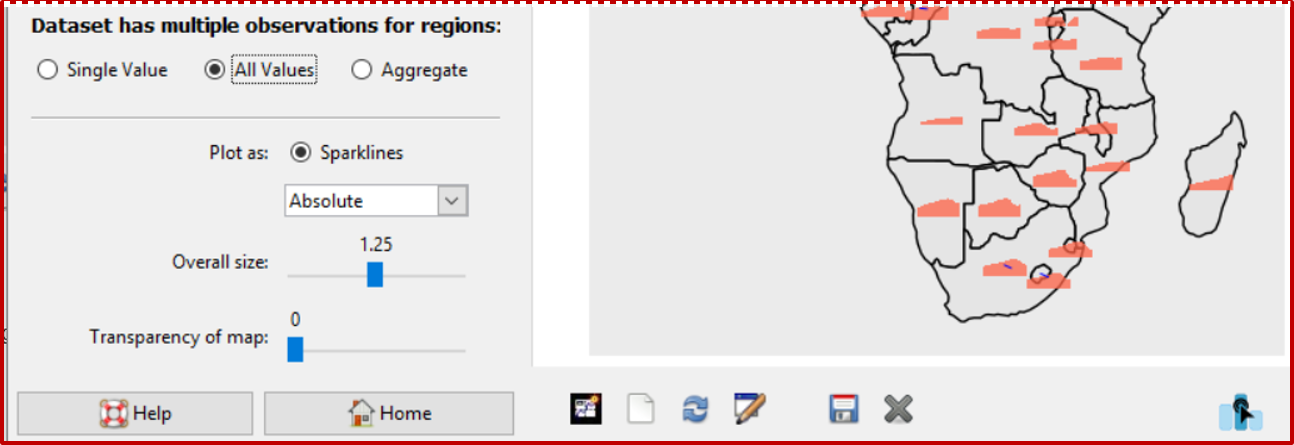 Dataset has multiple observations for regions:
Single Value All Values Aggregate
Plot as: Sparklines
Absolute
1.25
Overall size:
0
Transparency of map:
Help Home